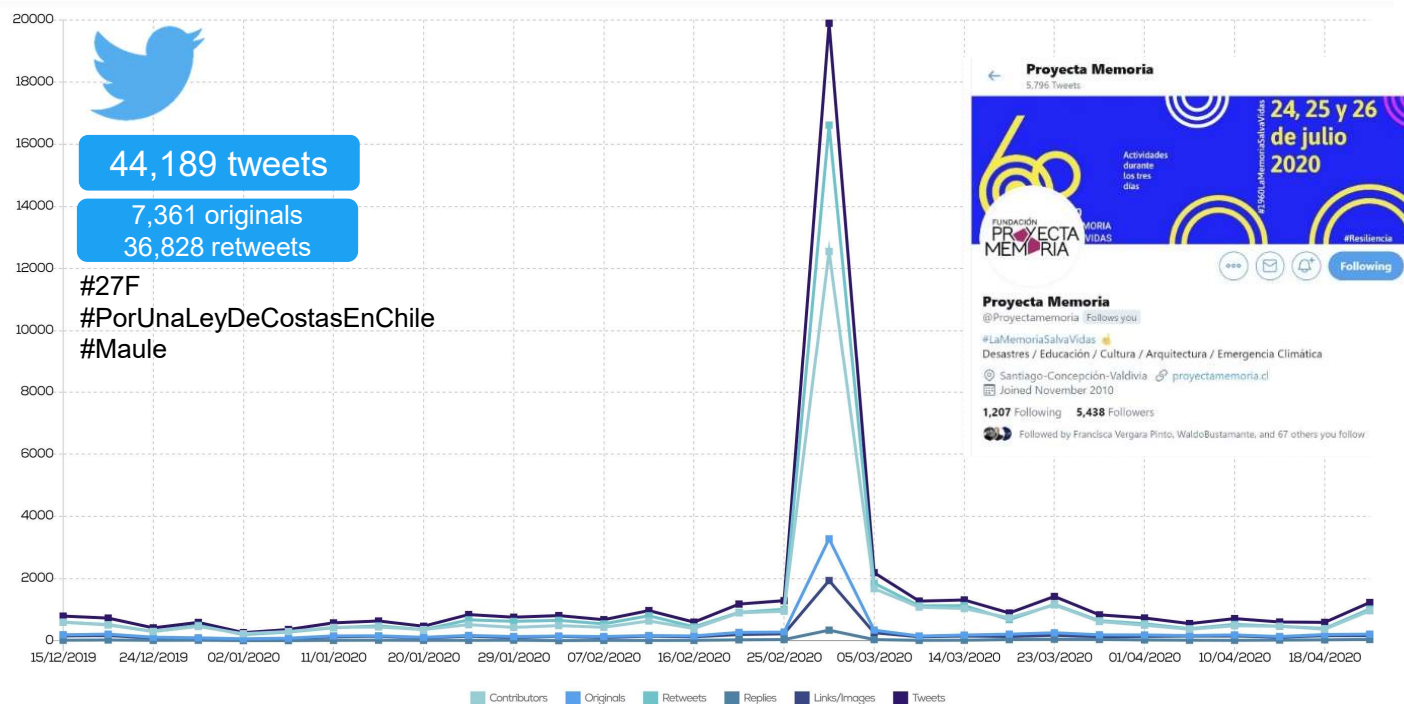 20000
18000
16000
14000
12000
10000
8000
6000
4000
2000
0
44,189 tweets
7,361 originals
36,828 retweets
#27F
#PorUnaLeyDeCostasEnChile
#Maule
Proyecta Memoria
5,796 Tweets
60
Actividades
durante
los tres
días
#1960LaMemoriaSalvaVidas
24, 25 y 26
de julio
2020
#Resiliencia
MORIA
VIDAS
FUNDACIÓN
PROYECTA
MEMORIA
Following
Proyecta Memoria
@Proyectamemoria Follows you
#LaMemoriaSalvaVidas
Desastres / Educación / Cultura / Arquitectura / Emergencia Climática
Santiago-Concepción-Valdivia proyectamemoria.cl
Joined November 2010
1,207 Following 5,438 Followers
Followed by Francisca Vergara Pinto, WaldoBustamante, and 67 others you follow
15/12/2019 24/12/2019 02/01/2020 11/01/2020 20/01/2020 29/01/2020 07/02/2020 16/02/2020 25/02/2020 05/03/2020 14/03/2020 23/03/2020 01/04/2020 10/04/2020 18/04/2020
Contributors Originals Retweets Replies Links/Images Tweets